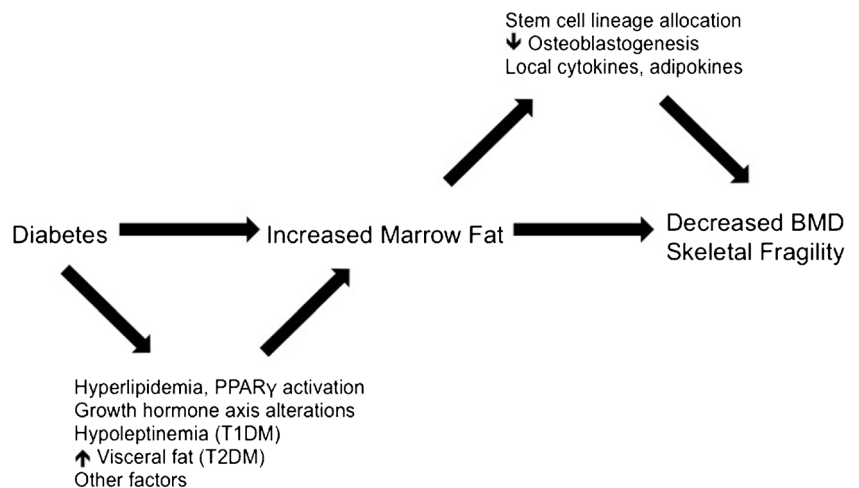 Stem cell lineage allocation
↓ Osteoblastogenesis
Local cytokines, adipokines
Diabetes
Increased Marrow Fat
Decreased BMD
Skeletal Fragility
Hyperlipidemia, PPARγ activation
Growth hormone axis alterations
Hypoleptinemia (T1DM)
↑ Visceral fat (T2DM)
Other factors